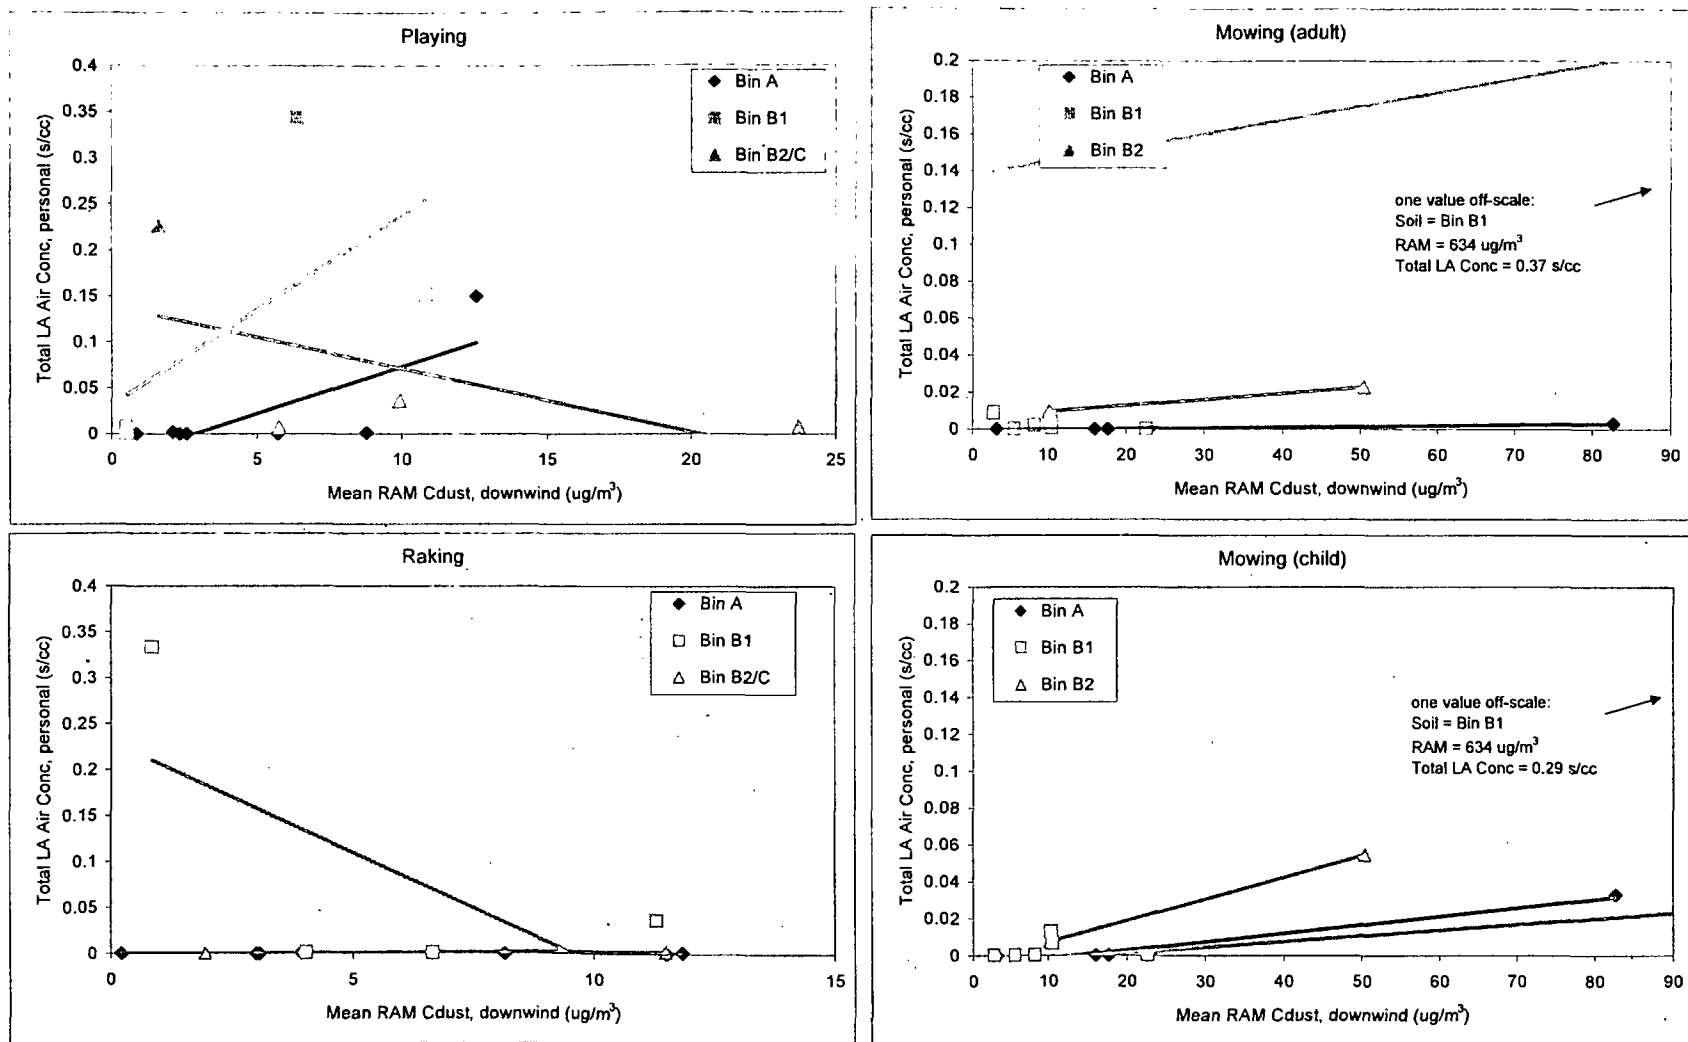 Playing
Total LA Air Conc, personal (s/cc)
0.4
0.35
0.3
0.25
0.2
0.15
0.1
0.05
0
0 5 10 15 20 25
Mean RAM Cdust, downwind (ug/m³)
Bin A
Bin B1
Bin B2/C
Mowing (adult)
Total LA Air Conc, personal (s/cc)
0.2
0.18
0.16
0.14
0.12
0.1
0.08
0.06
0.04
0.02
0
0 10 20 30 40 50 60 70 80 90
Mean RAM Cdust, downwind (ug/m³)
Bin A
Bin B1
Bin B2
one value off-scale:
Soil = Bin B1
RAM = 634 ug/m³
Total LA Conc = 0.37 s/cc
Raking
Total LA Air Conc, personal (s/cc)
0.4
0.35
0.3
0.25
0.2
0.15
0.1
0.05
0
0 5 10 15
Mean RAM Cdust, downwind (ug/m³)
Bin A
Bin B1
Bin B2/C
Mowing (child)
Total LA Air Conc, personal (s/cc)
0.2
0.18
0.16
0.14
0.12
0.1
0.08
0.06
0.04
0.02
0
0 10 20 30 40 50 60 70 80 90
Mean RAM Cdust, downwind (ug/m³)
Bin A
Bin B1
Bin B2
one value off-scale:
Soil = Bin B1
RAM = 634 ug/m³
Total LA Conc = 0.29 s/cc